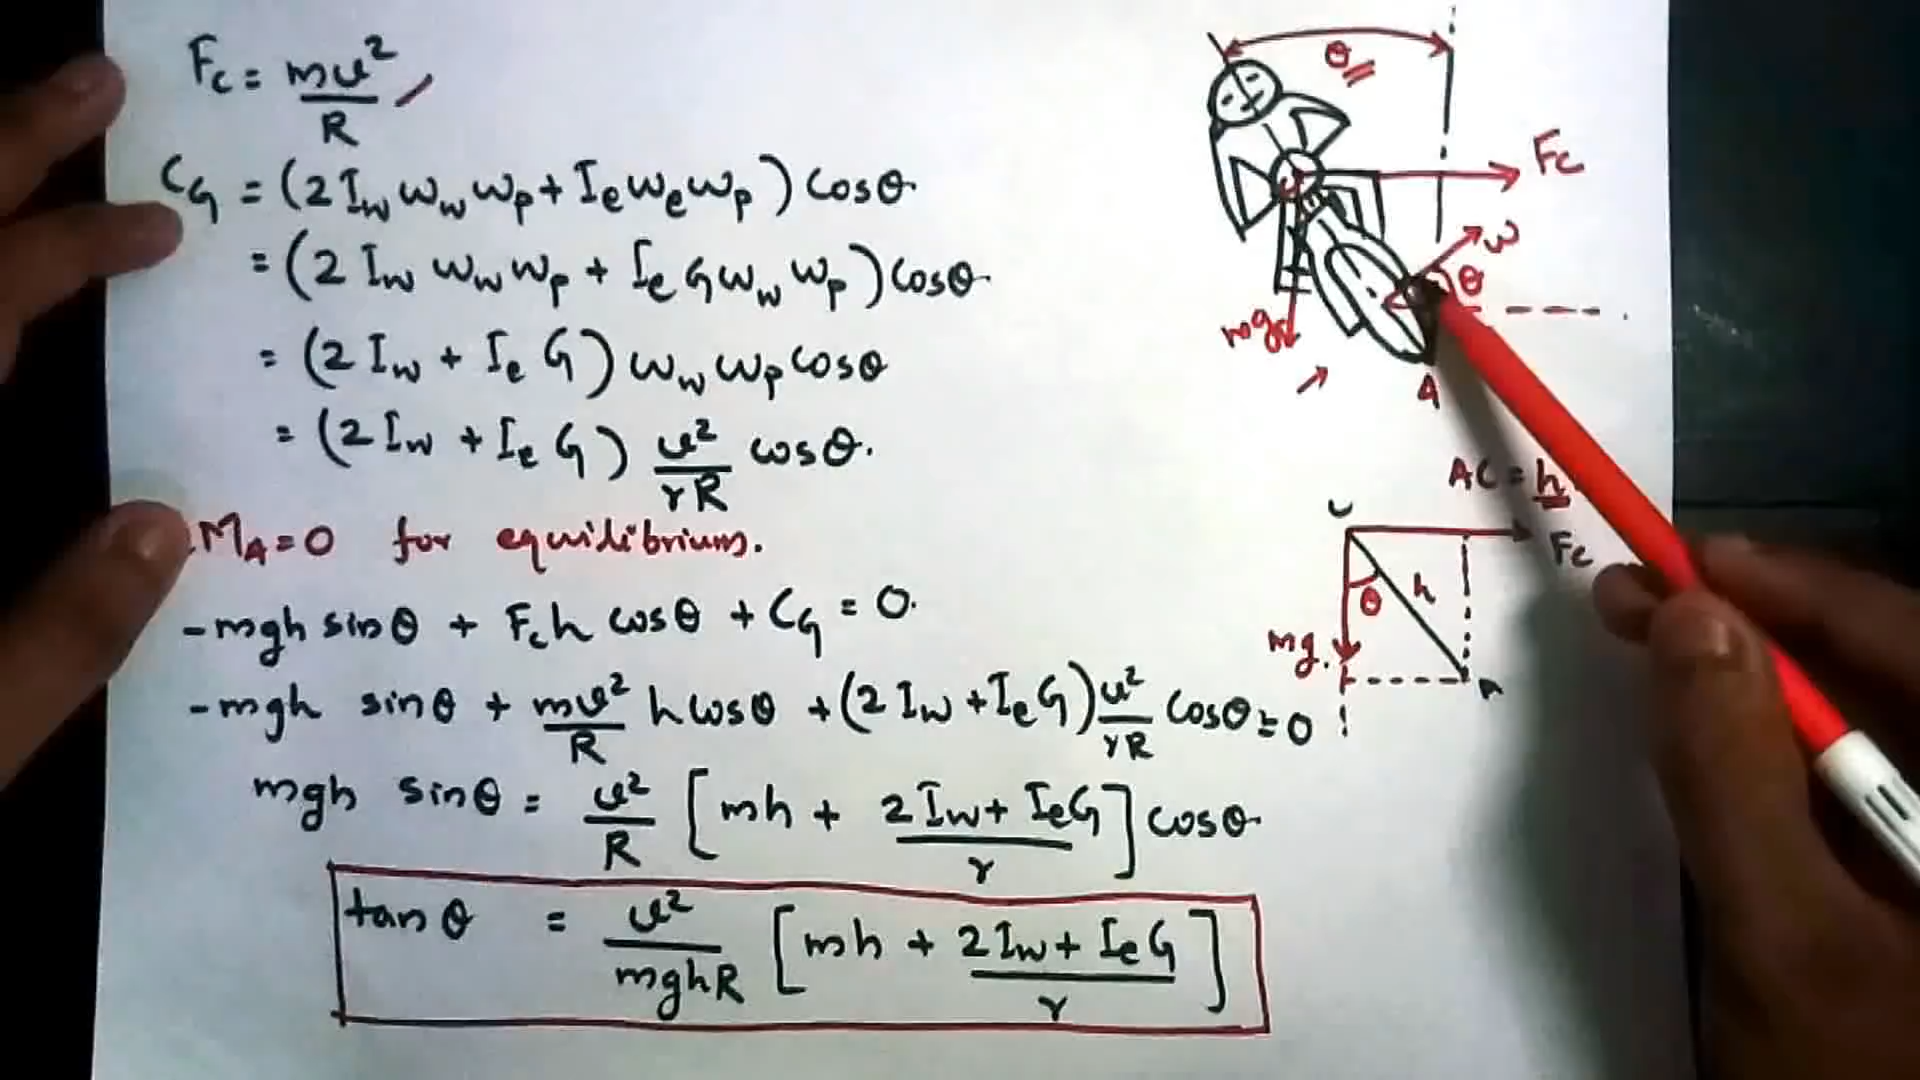 Fc = mu²/R
CG = (2 Iw ωw ωp + Ie ωe ωp) cosθ
= (2 Iw ωw ωp + Ie G ωw ωp) cosθ
= (2 Iw + Ie G) ωw ωp cosθ
= (2 Iw + Ie G) u²/rR cosθ.
MA = 0 for equilibrium.
-mgh sinθ + Fc h cosθ + CG = 0.
-mgh sinθ + mu²/R h cosθ + (2 Iw + Ie G) u²/rR cosθ = 0
mgh sinθ = u²/R [mh + 2Iw + IeG/r] cosθ
tanθ = u²/mghR [mh + 2Iw + IeG/r]
θ
Fc
ω
θ
mg
A
AC = h
Fc
h
θ
mg.